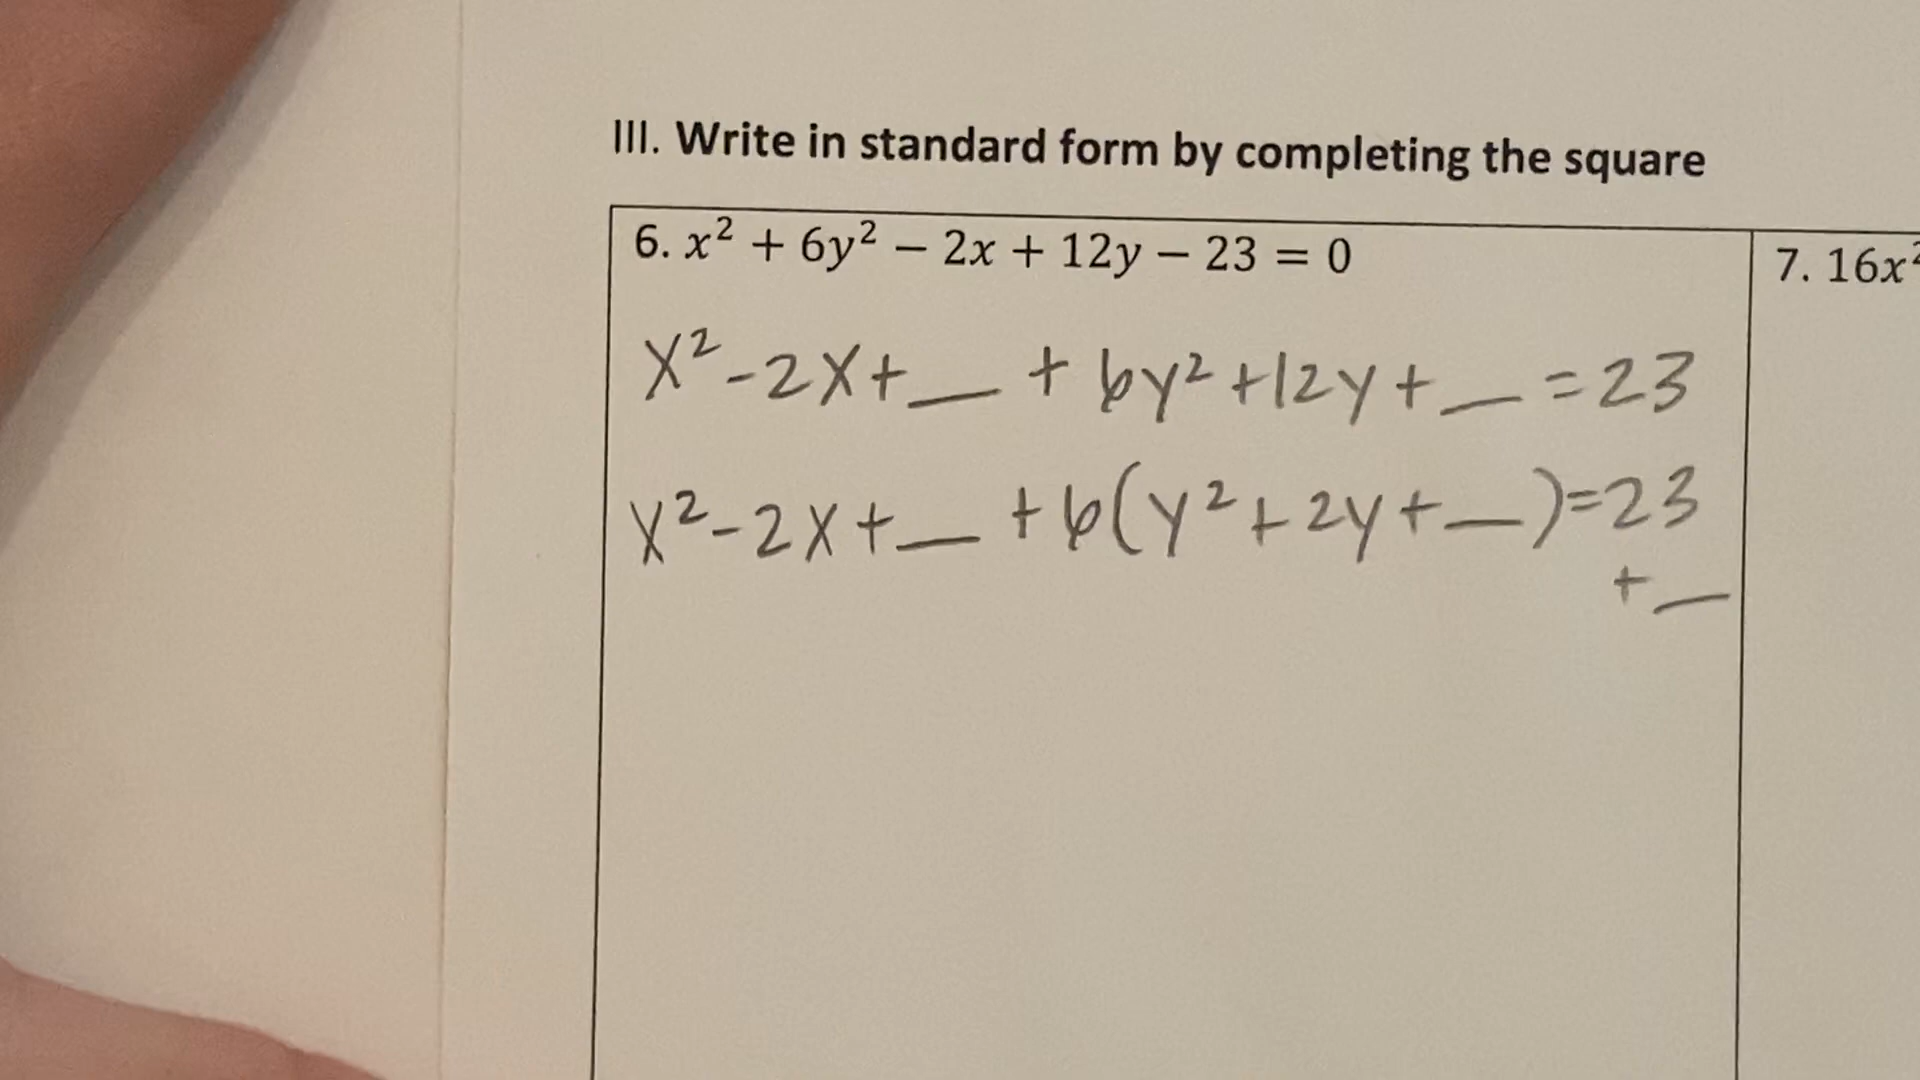 III. Write in standard form by completing the square
6. x² + 6y² − 2x + 12y − 23 = 0
7. 16x²
x² - 2x + __ + 6y² + 12y + __ = 23
x² - 2x + __ + 6(y² + 2y + __) = 23
+ __